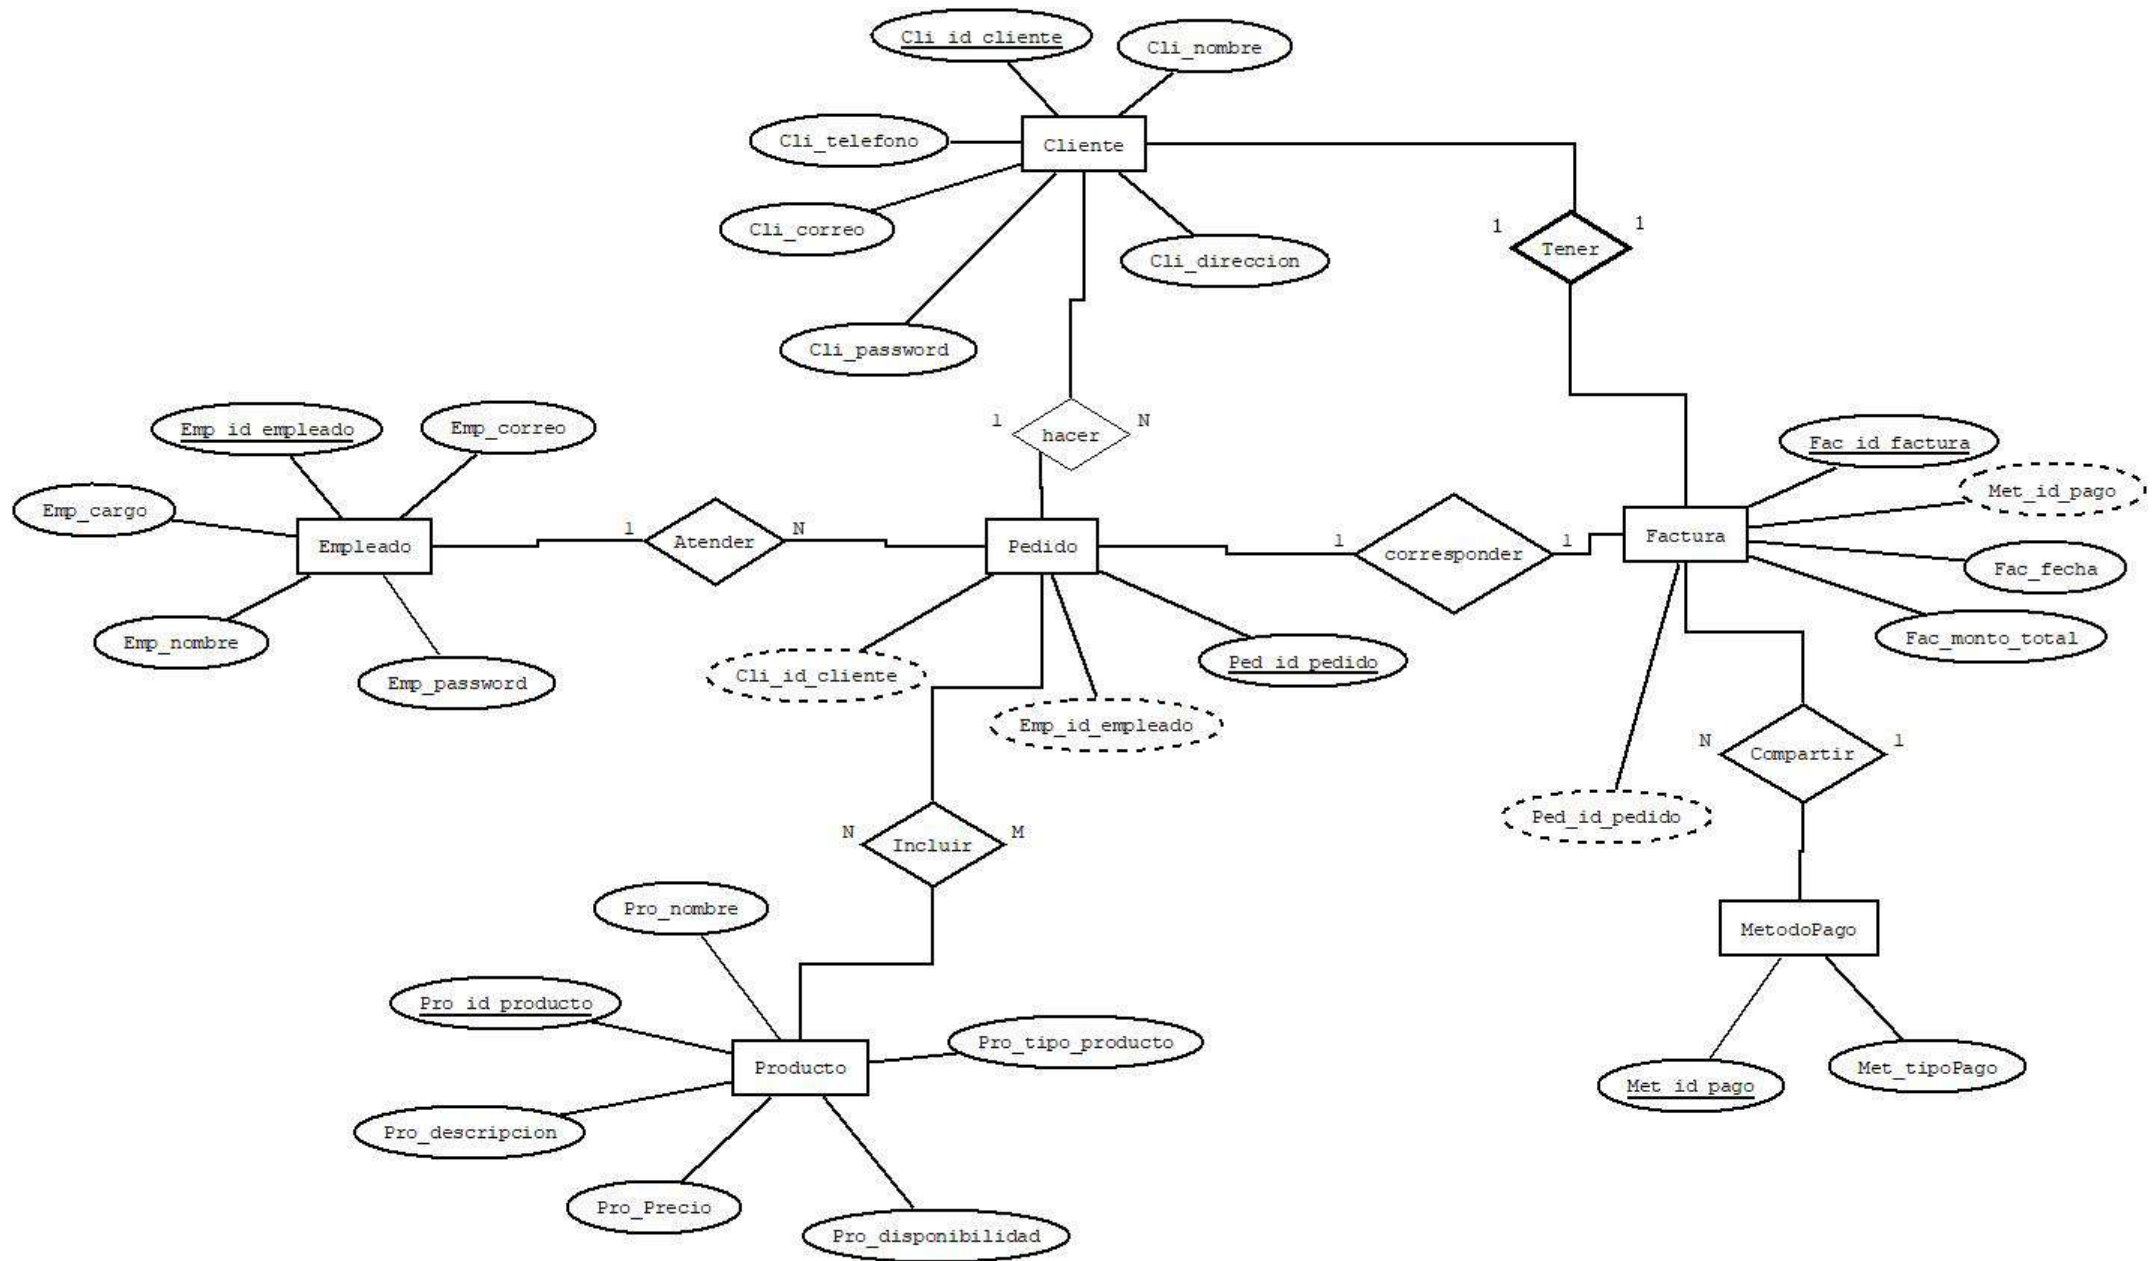 Cli_id_cliente
Cli_nombre
Cli_telefono
Cliente
Cli_correo
Cli_direccion
1
1
Tener
Cli_password
1
hacer
N
Emp_id_empleado
Emp_correo
Emp_cargo
Empleado
1
Atender
N
Pedido
1
corresponder
1
Factura
Fac_id_factura
Met_id_pago
Fac_fecha
Fac_monto_total
Emp_nombre
Emp_password
Cli_id_cliente
Emp_id_empleado
Ped_id_pedido
N
Compartir
1
Ped_id_pedido
N
Incluir
M
Pro_nombre
MetodoPago
Pro_id_producto
Pro_tipo_producto
Producto
Met_id_pago
Met_tipoPago
Pro_descripcion
Pro_Precio
Pro_disponibilidad